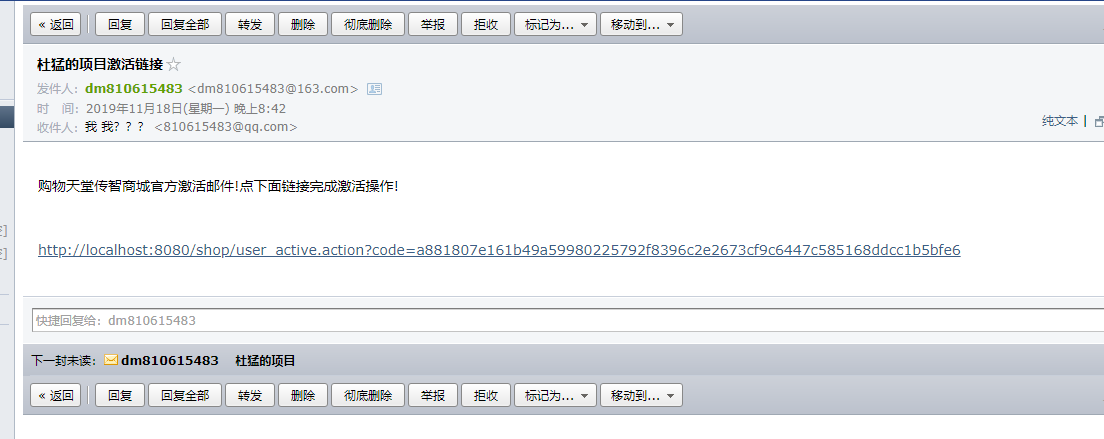 « 返回 回复 回复全部 转发 删除 彻底删除 举报 拒收 标记为... 移动到...
杜猛的项目激活链接
发件人: dm810615483 <dm810615483@163.com>
时 间: 2019年11月18日(星期一) 晚上8:42
收件人: 我 我? ? ? <810615483@qq.com>
纯文本 |
购物天堂传智商城官方激活邮件!点下面链接完成激活操作!
http://localhost:8080/shop/user_active.action?code=a881807e161b49a59980225792f8396c2e2673cf9c6447c585168ddcc1b5bfe6
快捷回复给: dm810615483
下一封未读: dm810615483 杜猛的项目
« 返回 回复 回复全部 转发 删除 彻底删除 举报 拒收 标记为... 移动到...